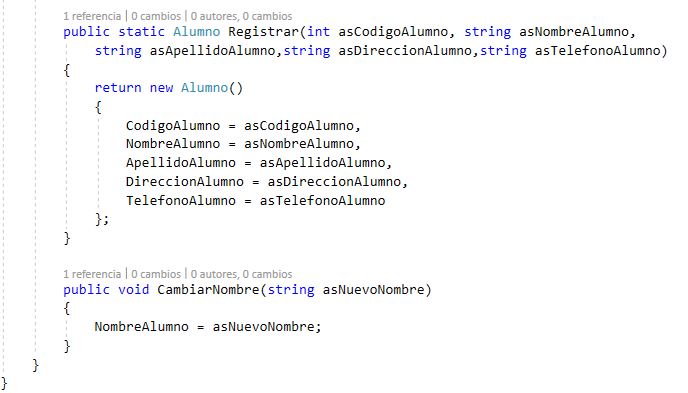 1 referencia | 0 cambios | 0 autores, 0 cambios
public static Alumno Registrar(int asCodigoAlumno, string asNombreAlumno,
string asApellidoAlumno,string asDireccionAlumno,string asTelefonoAlumno)
{
return new Alumno()
{
CodigoAlumno = asCodigoAlumno,
NombreAlumno = asNombreAlumno,
ApellidoAlumno = asApellidoAlumno,
DireccionAlumno = asDireccionAlumno,
TelefonoAlumno = asTelefonoAlumno
};
}
1 referencia | 0 cambios | 0 autores, 0 cambios
public void CambiarNombre(string asNuevoNombre)
{
NombreAlumno = asNuevoNombre;
}
}
}